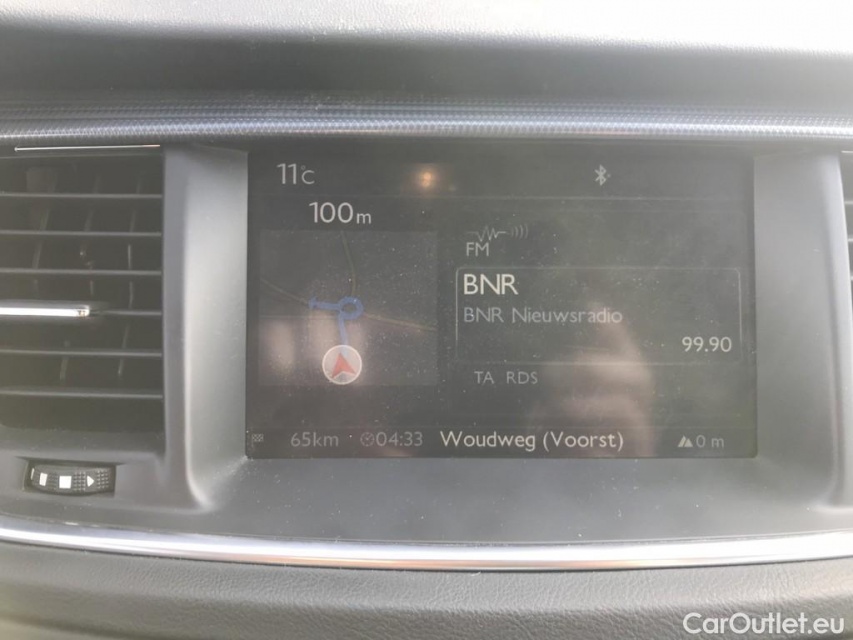 11°C
100m
FM
BNR
BNR Nieuwsradio
99.90
TA RDS
65km 04:33 Woudweg (Voorst) 0 m
CarOutlet.eu